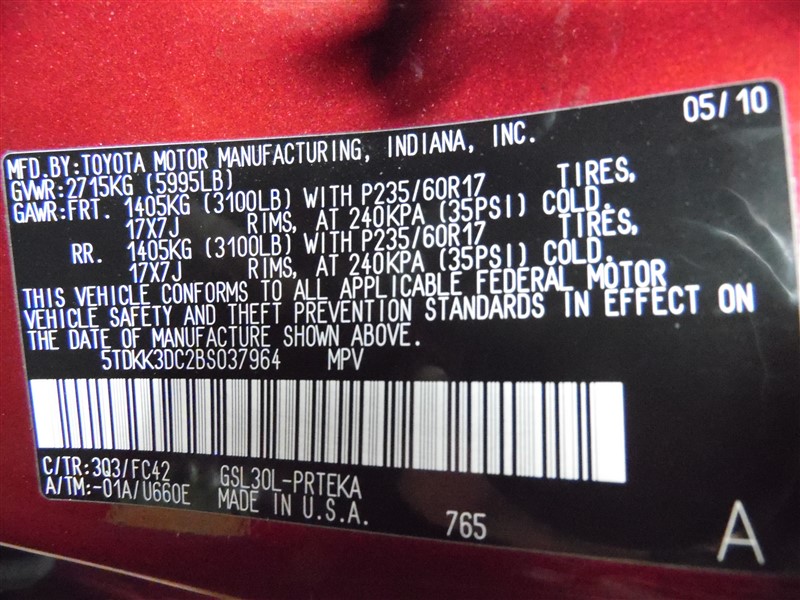 05/10
MFD.BY:TOYOTA MOTOR MANUFACTURING, INDIANA, INC.
GVWR:2715KG (5995LB)
GAWR:FRT. 1405KG (3100LB) WITH P235/60R17 TIRES,
17X7J RIMS, AT 240KPA (35PSI) COLD.
RR. 1405KG (3100LB) WITH P235/60R17 TIRES,
17X7J RIMS, AT 240KPA (35PSI) COLD.
THIS VEHICLE CONFORMS TO ALL APPLICABLE FEDERAL MOTOR
VEHICLE SAFETY AND THEFT PREVENTION STANDARDS IN EFFECT ON
THE DATE OF MANUFACTURE SHOWN ABOVE.
5TDKK3DC2BS037964 MPV
C/TR:3Q3/FC42 GSL30L-PRTEKA
A/TM:-01A/U660E MADE IN U.S.A.
765
A